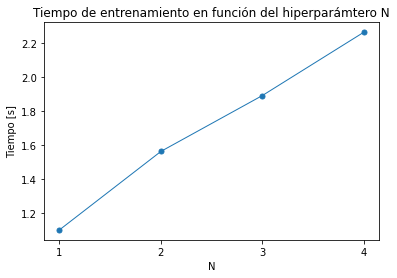 Tiempo de entrenamiento en función del hiperparámtero N
2.2
2.0
1.8
1.6
1.4
1.2
Tiempo [s]
1 2 3 4
N